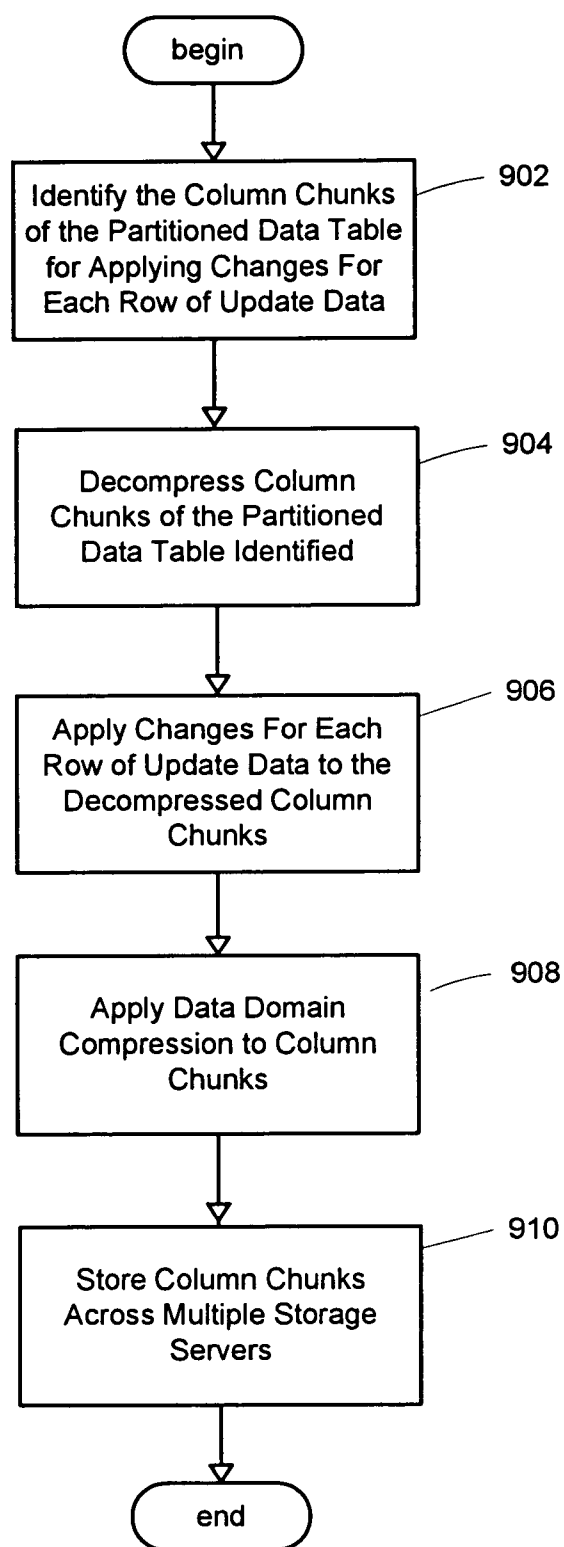 begin
902
Identify the Column Chunks
of the Partitioned Data Table
for Applying Changes For
Each Row of Update Data
904
Decompress Column
Chunks of the Partitioned
Data Table Identified
906
Apply Changes For Each
Row of Update Data to the
Decompressed Column
Chunks
908
Apply Data Domain
Compression to Column
Chunks
910
Store Column Chunks
Across Multiple Storage
Servers
end